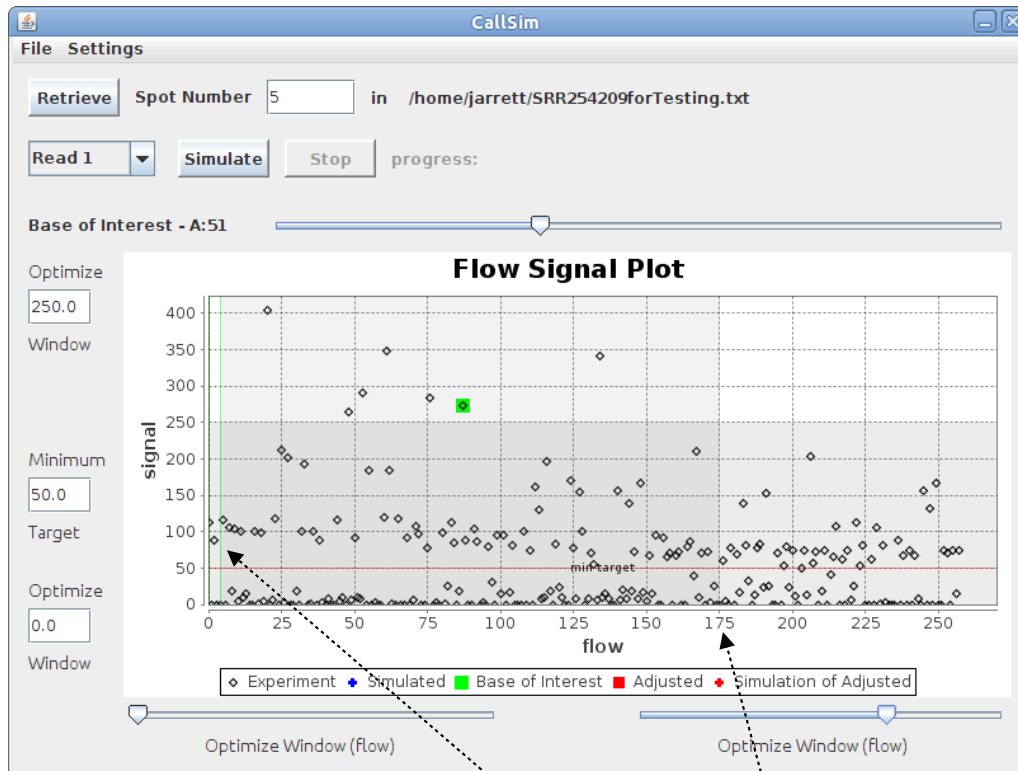 CallSim
File Settings
Retrieve Spot Number 5 in /home/jarrett/SRR254209forTesting.txt
Read 1 Simulate Stop progress:
Base of Interest - A:51
Optimize
250.0
Window
Minimum
50.0
Target
Optimize
0.0
Window
Flow Signal Plot
signal
400
350
300
250
200
150
100
50
0
min target
0 25 50 75 100 125 150 175 200 225 250
flow
Experiment Simulated Base of Interest Adjusted Simulation of Adjusted
Optimize Window (flow) Optimize Window (flow)